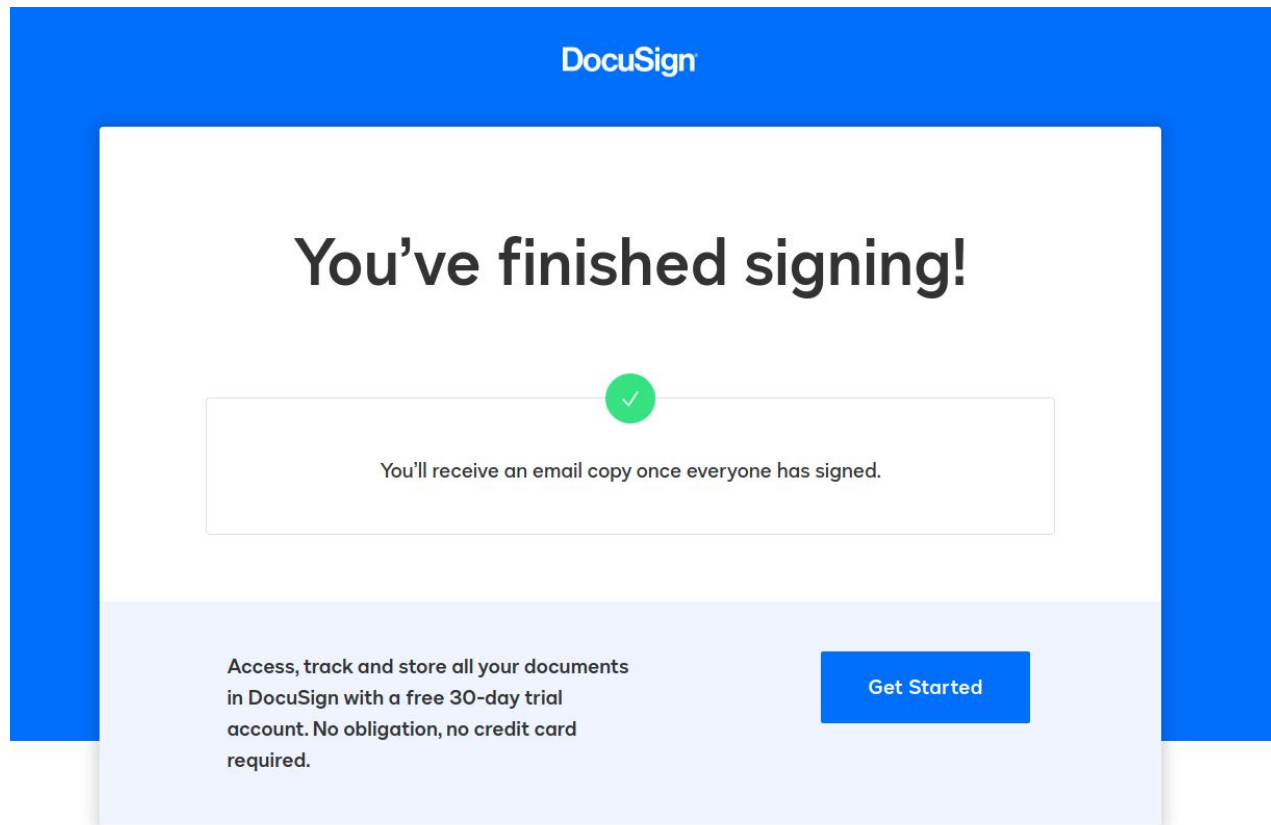 DocuSign
You’ve finished signing!
You’ll receive an email copy once everyone has signed.
Access, track and store all your documents
in DocuSign with a free 30-day trial
account. No obligation, no credit card
required.
Get Started